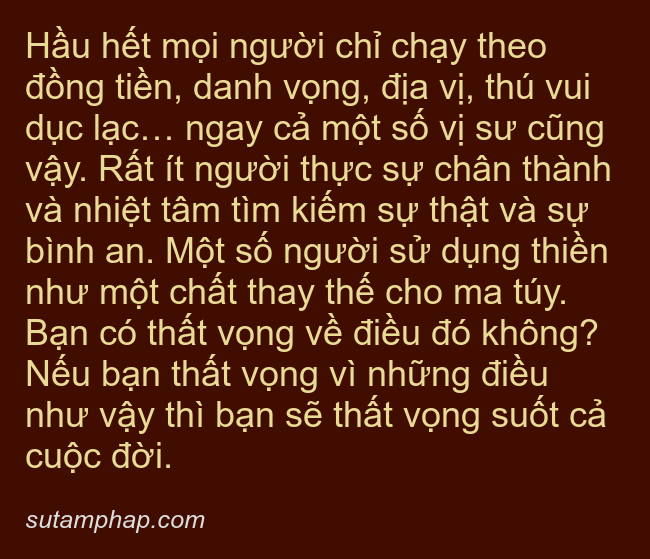 Hầu hết mọi người chỉ chạy theo
đồng tiền, danh vọng, địa vị, thú vui
dục lạc… ngay cả một số vị sư cũng
vậy. Rất ít người thực sự chân thành
và nhiệt tâm tìm kiếm sự thật và sự
bình an. Một số người sử dụng thiền
như một chất thay thế cho ma túy.
Bạn có thất vọng về điều đó không?
Nếu bạn thất vọng vì những điều
như vậy thì bạn sẽ thất vọng suốt cả
cuộc đời.
sutamphap.com